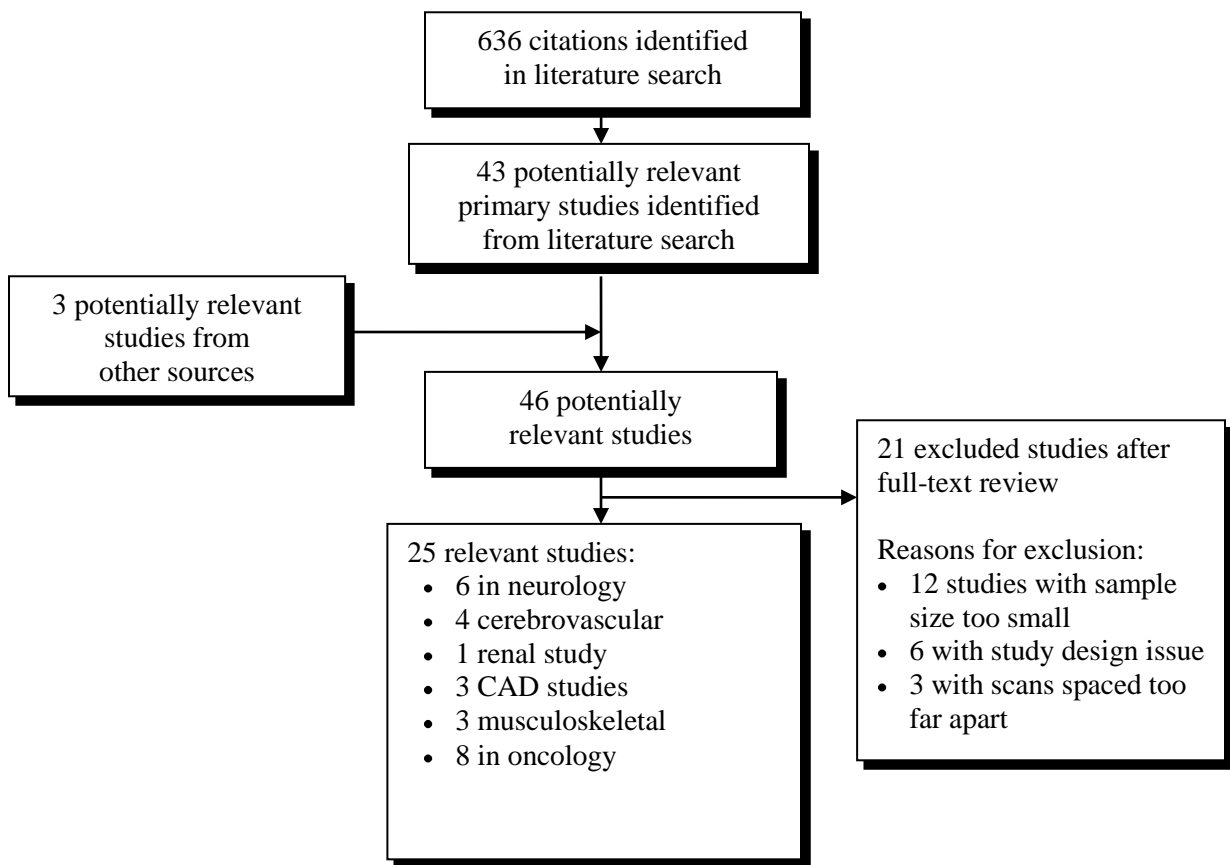 636 citations identified
in literature search
43 potentially relevant
primary studies identified
from literature search
3 potentially relevant
studies from
other sources
46 potentially
relevant studies
21 excluded studies after
full-text review
Reasons for exclusion:
• 12 studies with sample
size too small
• 6 with study design issue
• 3 with scans spaced too
far apart
25 relevant studies:
• 6 in neurology
• 4 cerebrovascular
• 1 renal study
• 3 CAD studies
• 3 musculoskeletal
• 8 in oncology